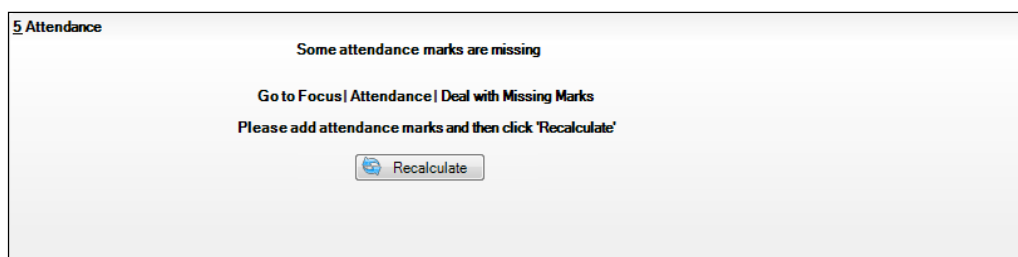 5 Attendance
Some attendance marks are missing
Go to Focus| Attendance| Deal with Missing Marks
Please add attendance marks and then click 'Recalculate'
Recalculate